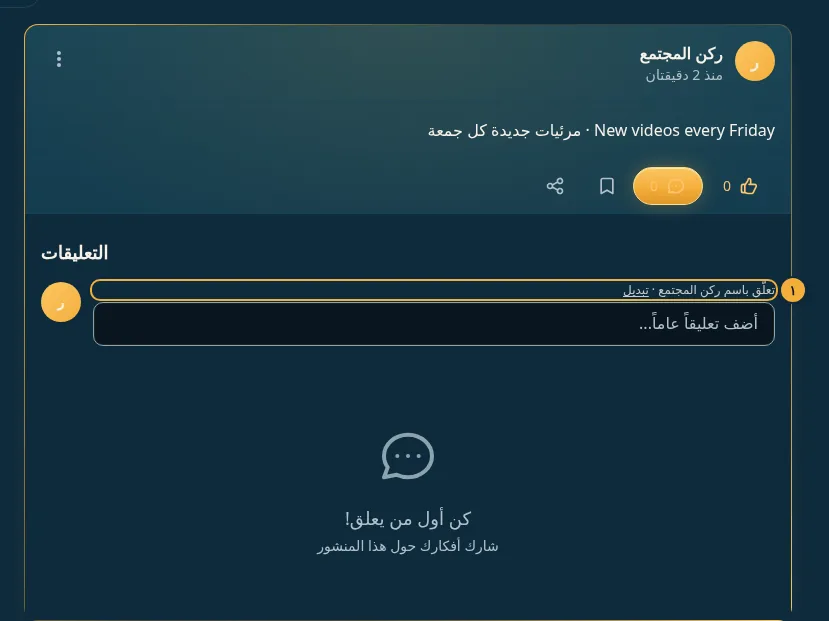 ركن المجتمع
ر
منذ 2 دقيقتان
New videos every Friday · مرئيات جديدة كل جمعة
0
0
التعليقات
١
تعلّق باسم ركن المجتمع · تبديل
ر
أضف تعليقاً عاماً...
كن أول من يعلق!
شارك أفكارك حول هذا المنشور